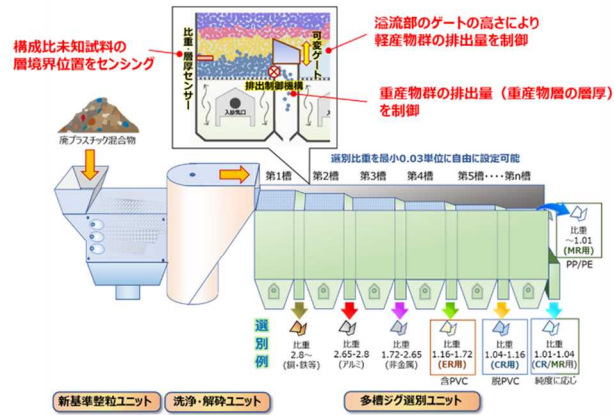 構成比未知試料の
層境界位置をセンシング
比重・層厚センサー
可変ゲート
排出制御機構
溢流部のゲートの高さにより
軽産物群の排出量を制御
重産物群の排出量(重産物層の層厚)
を制御
廃プラスチック混合物
選別比重を最小0.03単位に自由に設定可能
第1槽 第2槽 第3槽 第4槽 第5槽・・・・第n槽
比重
~1.01
(MR用)
PP/PE
選別例
比重
2.8~
(銅・鉄等)
比重
2.65-2.8
(アルミ)
比重
1.72-2.65
(非金属)
比重
1.16-1.72
(ER用)
含PVC
比重
1.04-1.16
(CR用)
脱PVC
比重
1.01-1.04
(CR/MR用)
純度に応じ
新基準整粒ユニット
洗浄・解砕ユニット
多槽ジグ選別ユニット